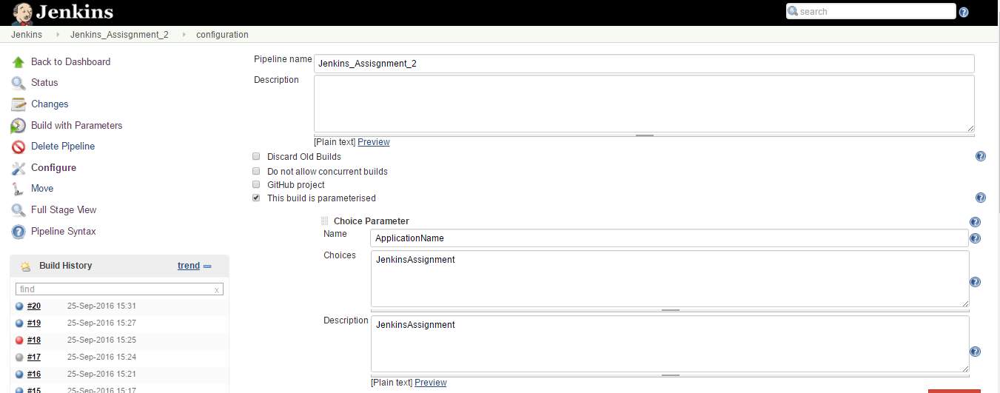 Jenkins
search
Jenkins Jenkins_Assisgnment_2 configuration
Back to Dashboard
Status
Changes
Build with Parameters
Delete Pipeline
Configure
Move
Full Stage View
Pipeline Syntax
Build History trend
find x
#20 25-Sep-2016 15:31
#19 25-Sep-2016 15:27
#18 25-Sep-2016 15:25
#17 25-Sep-2016 15:24
#16 25-Sep-2016 15:21
#15 25-Sep-2016 15:17
Pipeline name Jenkins_Assisgnment_2
Description
[Plain text] Preview
Discard Old Builds
Do not allow concurrent builds
GitHub project
This build is parameterised
Choice Parameter
Name ApplicationName
Choices JenkinsAssignment
Description JenkinsAssignment
[Plain text] Preview